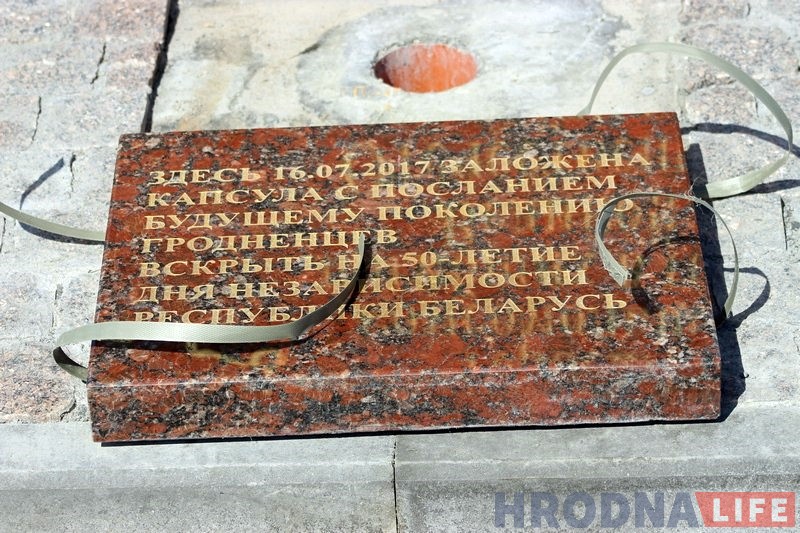 ЗДЕСЬ 16.07.2017 ЗАЛОЖЕНА
КАПСУЛА С ПОСЛАНИЕМ
БУДУЩЕМУ ПОКОЛЕНИЮ
ГРОДНЕНЦЕВ
ВСКРЫТЬ НА 50-ЛЕТИЕ
ДНЯ НЕЗАВИСИМОСТИ
РЕСПУБЛИКИ БЕЛАРУСЬ
HRODNA LIFE